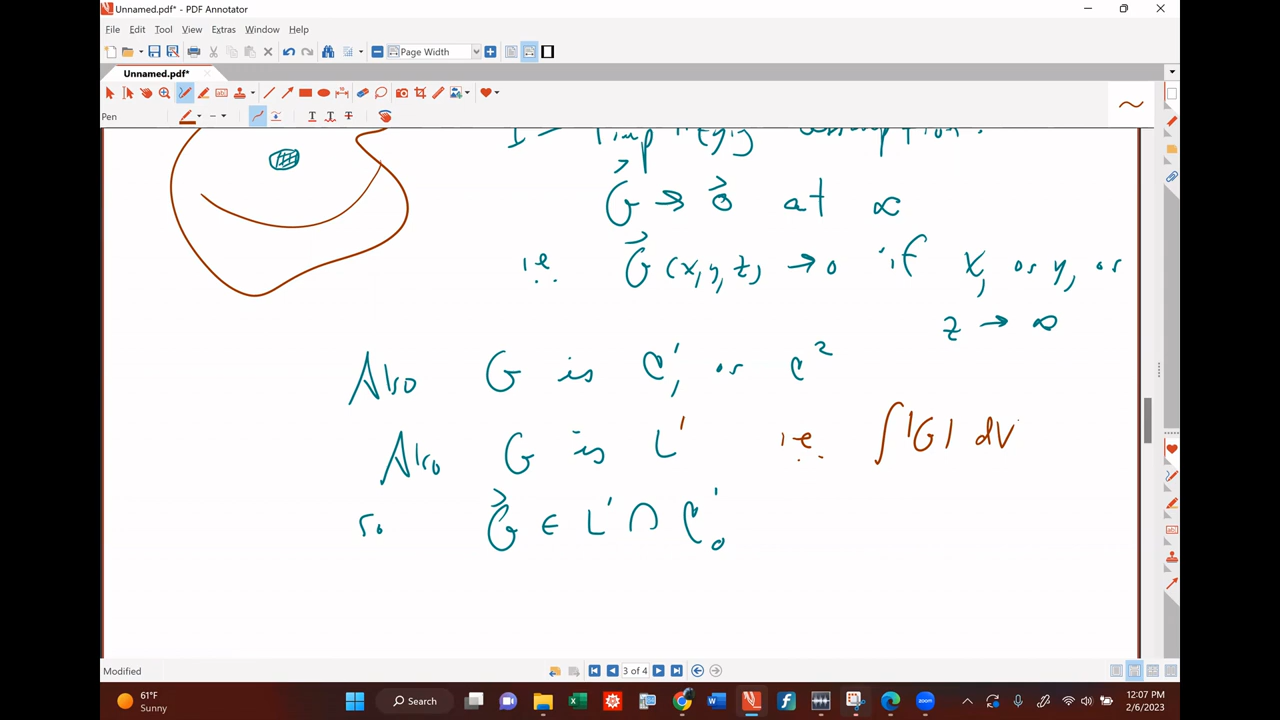 Unnamed.pdf* - PDF Annotator
File Edit Tool View Extras Window Help
Page Width
Unnamed.pdf*
Pen
G⃗ → 0⃗ at ∞
i.e. G⃗ (x, y, z) → 0 if x, or y, or
z → ∞
Also G is C¹, or C²
Also G is L¹ i.e. ∫ |G| dV
so G⃗ ∈ L¹ ∩ C¹₀
Modified
3 of 4
61°F
Sunny
Search
zoom
12:07 PM
2/6/2023